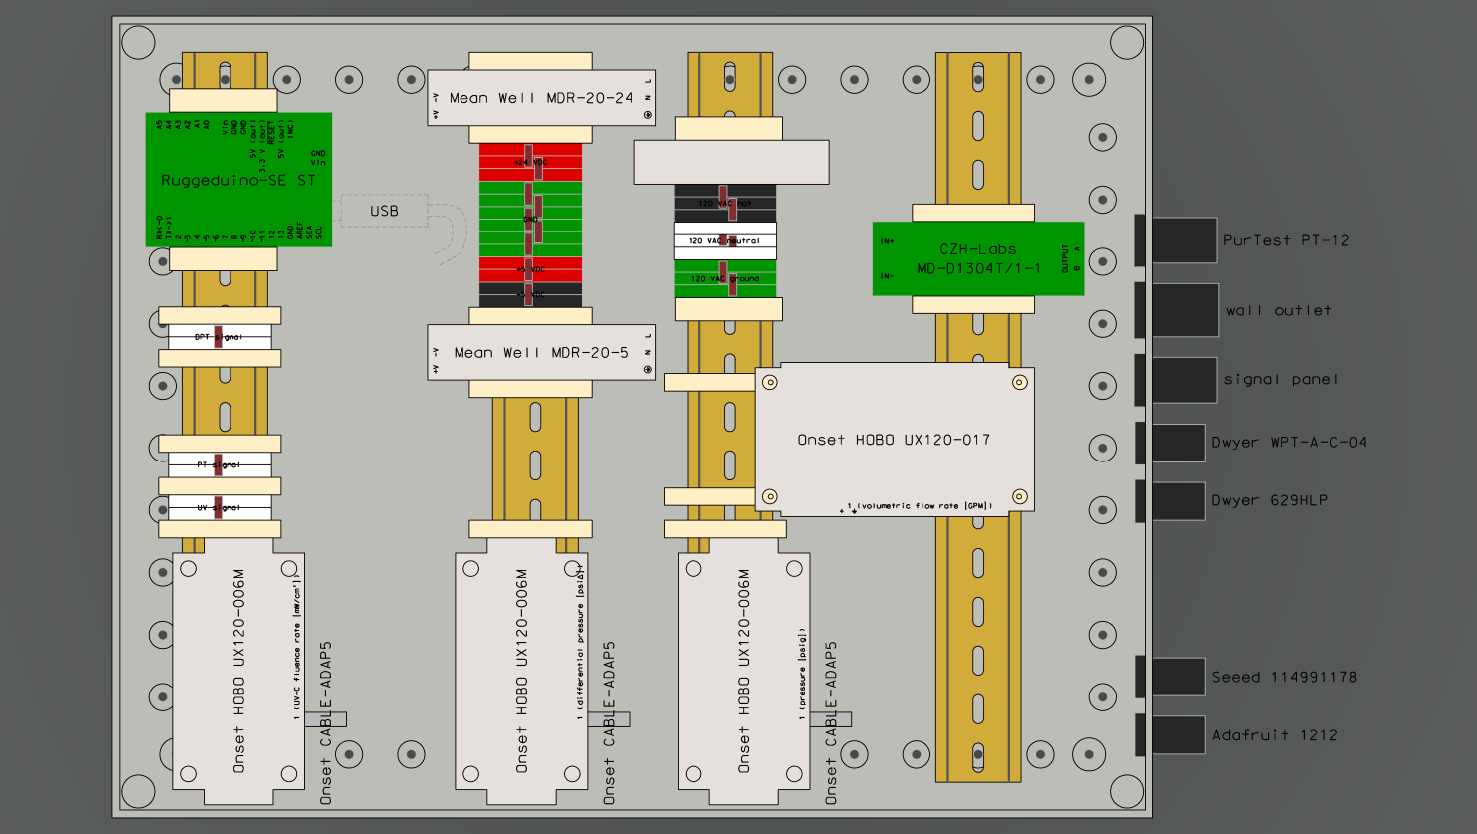 Mean Well MDR-20-24
+V -V
L
N
A5
A4
A3
A2
A1
A0
Vin
GND
GND
5V (out)
3.3 V (out)
RESET
5V (out)
(NC)
GND
Vin
Ruggeduino-SE ST
RX<-0
TX->1
2
~3
4
~5
~6
7
8
~9
~10
~11
12
13
GND
AREF
SDA
SCL
USB
+24 VDC
GND
+5 VDC
Mean Well MDR-20-5
+V -V
L
N
120 VAC hot
120 VAC neutral
120 VAC ground
IN+
IN-
CZH-Labs
MD-D1304T/1-1
OUTPUT
B A
PurTest PT-12
wall outlet
signal panel
Dwyer WPT-A-C-04
Dwyer 629HLP
Seeed 114991178
Adafruit 1212
DPT signal
PT signal
UV signal
Onset HOBO UX120-017
1 (volumetric flow rate [GPM])
Onset HOBO UX120-006M
1 (UV-C fluence rate [mW/cm²])
Onset CABLE-ADAP5
Onset HOBO UX120-006M
1 (differential pressure [psiΔ])
Onset CABLE-ADAP5
Onset HOBO UX120-006M
1 (pressure [psig])
Onset CABLE-ADAP5